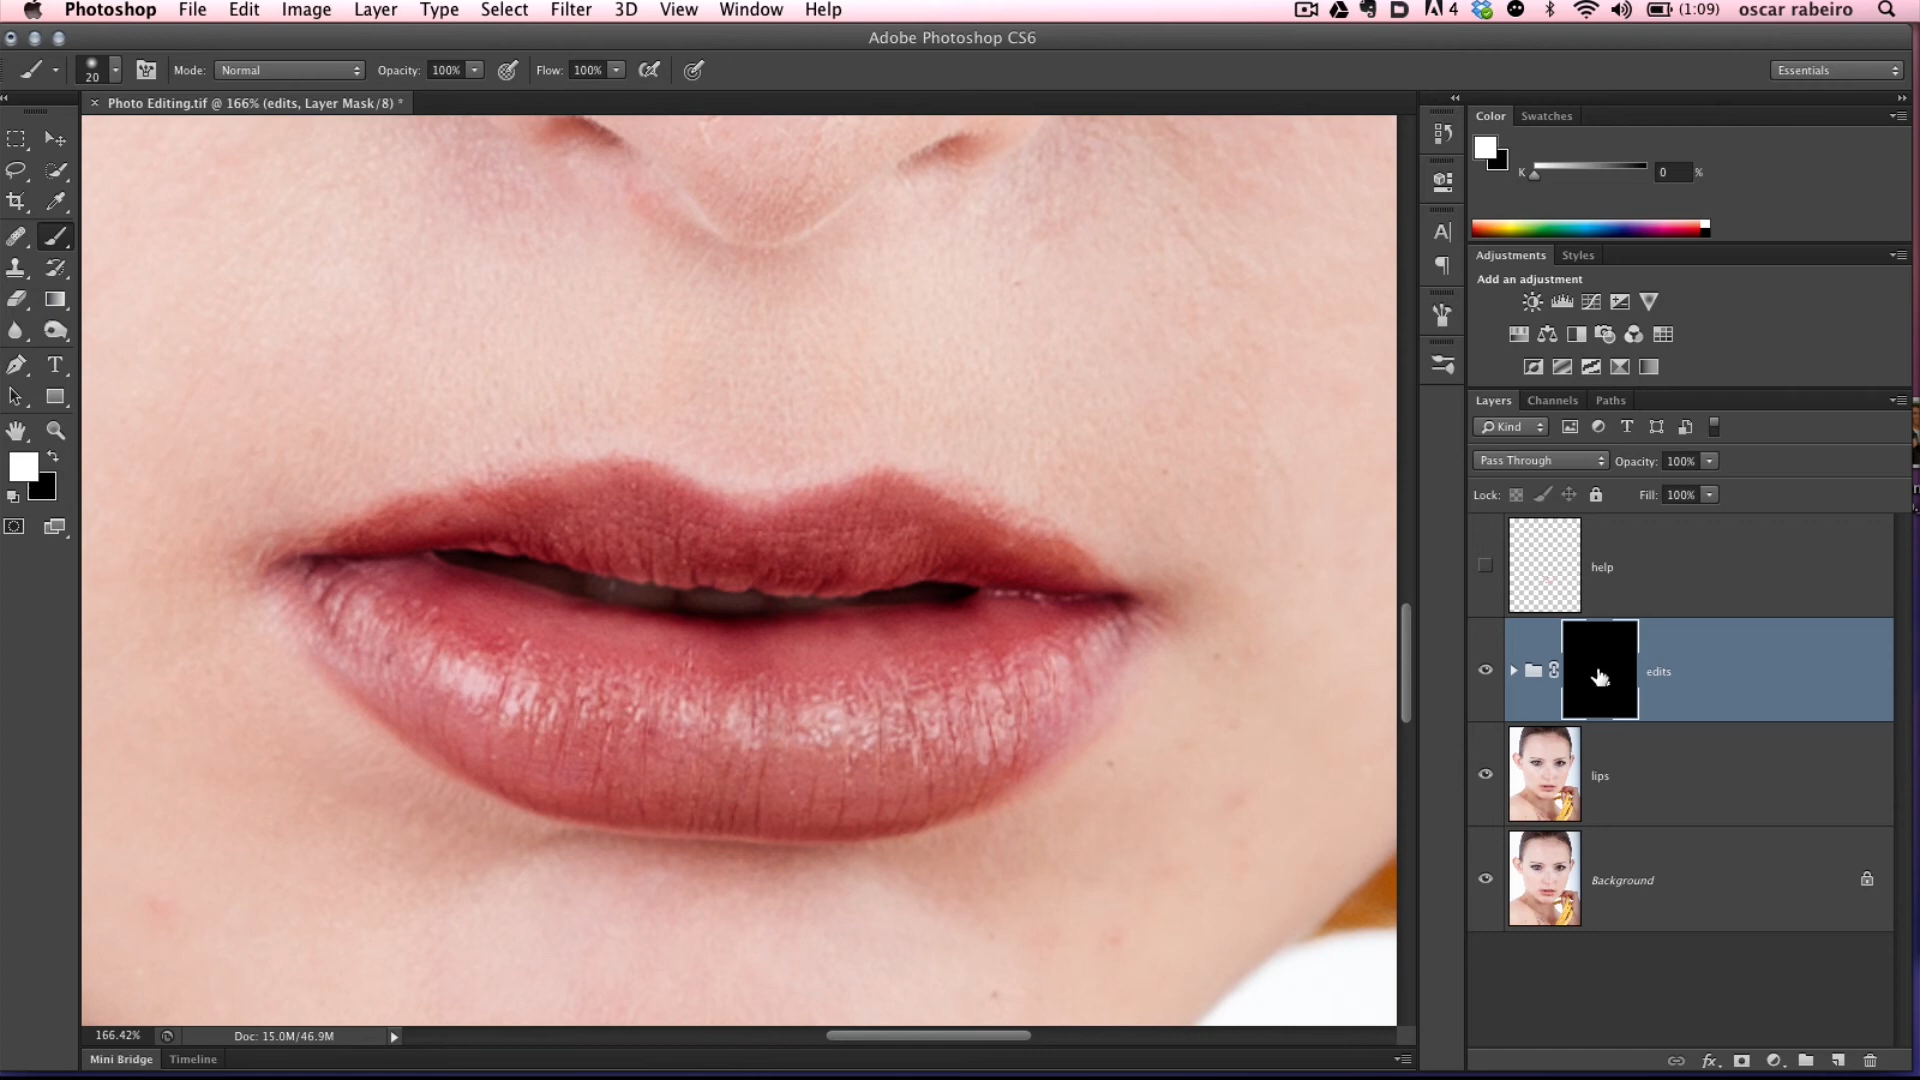 Photoshop File Edit Image Layer Type Select Filter 3D View Window Help 4 (1:09) oscar rabeiro
Adobe Photoshop CS6
20 Mode: Normal Opacity: 100% Flow: 100% Essentials
× Photo Editing.tif @ 166% (edits, Layer Mask/8) *
Color Swatches
K 0 %
Adjustments Styles
Add an adjustment
Layers Channels Paths
Kind
Pass Through Opacity: 100%
Lock: Fill: 100%
help
edits
lips
Background
166.42% Doc: 15.0M/46.9M
Mini Bridge Timeline
fx